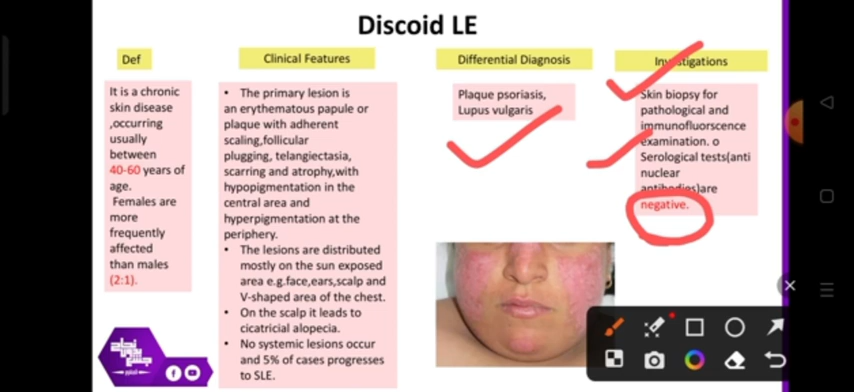 Discoid LE
Def
It is a chronic
skin disease
,occurring
usually
between
40-60 years of
age.
Females are
more
frequently
affected
than males
(2:1).
Clinical Features
• The primary lesion is
an erythematous papule or
plaque with adherent
scaling,follicular
plugging, telangiectasia,
scarring and atrophy,with
hypopigmentation in the
central area and
hyperpigmentation at the
periphery.
• The lesions are distributed
mostly on the sun exposed
area e.g.face,ears,scalp and
V-shaped area of the chest.
• On the scalp it leads to
cicatricial alopecia.
• No systemic lesions occur
and 5% of cases progresses
to SLE.
Differential Diagnosis
Plaque psoriasis,
Lupus vulgaris
Investigations
Skin biopsy for
pathological and
immunofluorscence
examination. o
Serological tests(anti
nuclear
antibodies)are
negative.